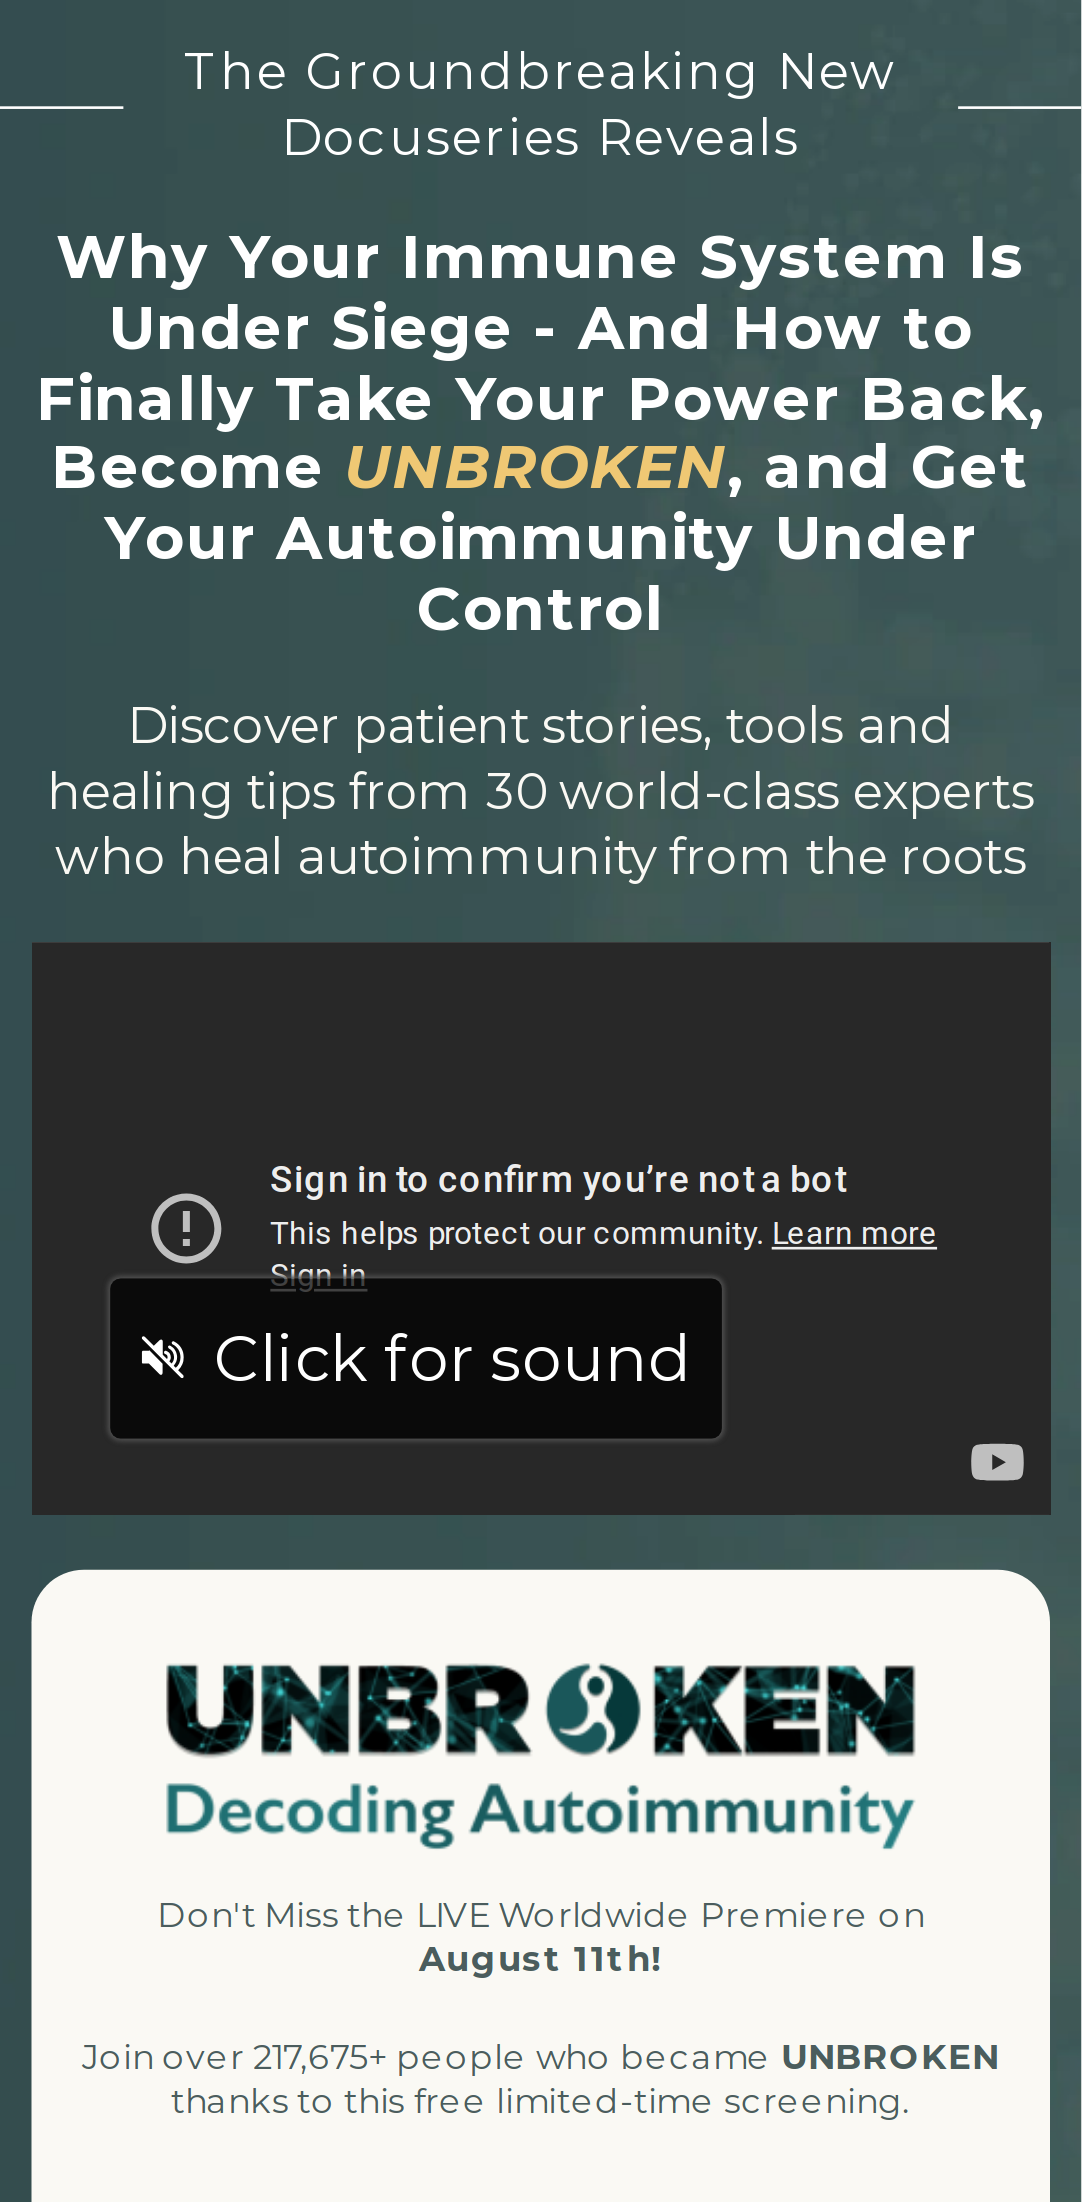 The Groundbreaking New
Docuseries Reveals
Why Your Immune System Is
Under Siege - And How to
Finally Take Your Power Back,
Become UNBROKEN, and Get
Your Autoimmunity Under
Control
Discover patient stories, tools and
healing tips from 30 world-class experts
who heal autoimmunity from the roots
Sign in to confirm you’re not a bot
This helps protect our community. Learn more
Sign in
Click for sound
UNBROKEN
Decoding Autoimmunity
Don't Miss the LIVE Worldwide Premiere on
August 11th!
Join over 217,675+ people who became UNBROKEN
thanks to this free limited-time screening.